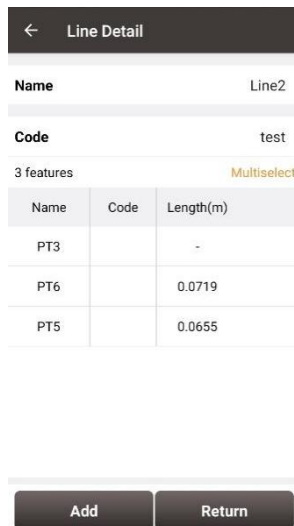 ← Line Detail
Name Line2
Code test
3 features Multiselect
Name Code Length(m)
PT3 -
PT6 0.0719
PT5 0.0655
Add Return